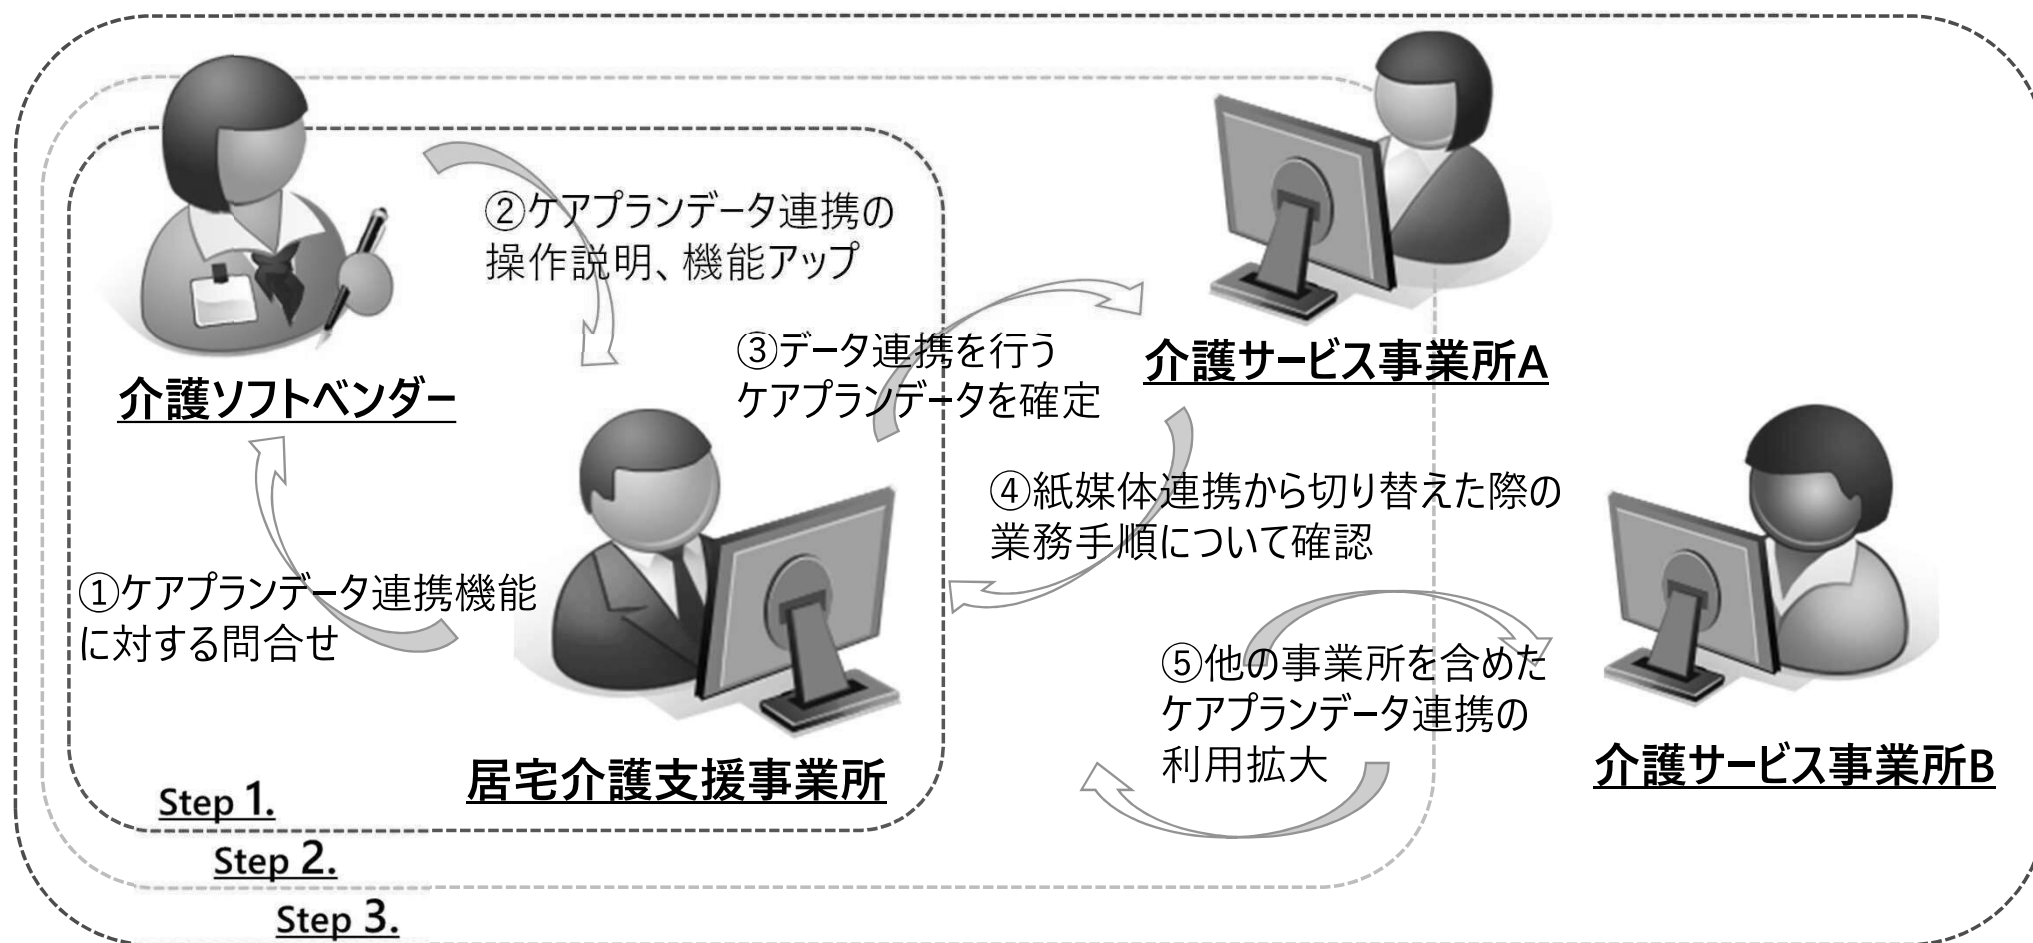 ②ケアプランデータ連携の
操作説明、機能アップ
③データ連携を行う
ケアプランデータを確定
介護サービス事業所A
介護ソフトベンダー
④紙媒体連携から切り替えた際の
業務手順について確認
①ケアプランデータ連携機能
に対する問合せ
⑤他の事業所を含めた
ケアプランデータ連携の
利用拡大
居宅介護支援事業所
介護サービス事業所B
Step 1.
Step 2.
Step 3.